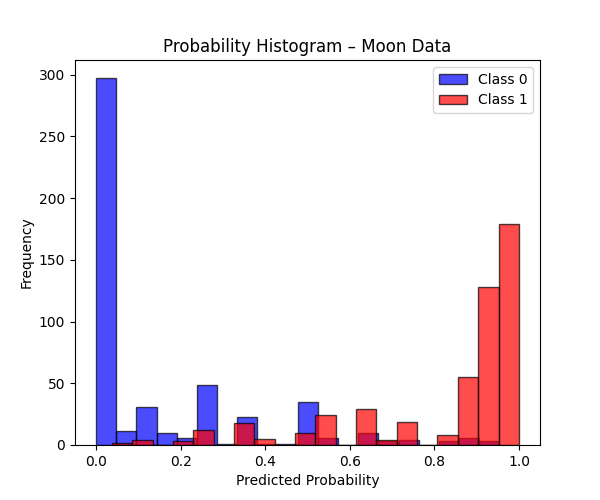 Probability Histogram – Moon Data
Class 0
Class 1
Frequency
300
250
200
150
100
50
0
0.0 0.2 0.4 0.6 0.8 1.0
Predicted Probability